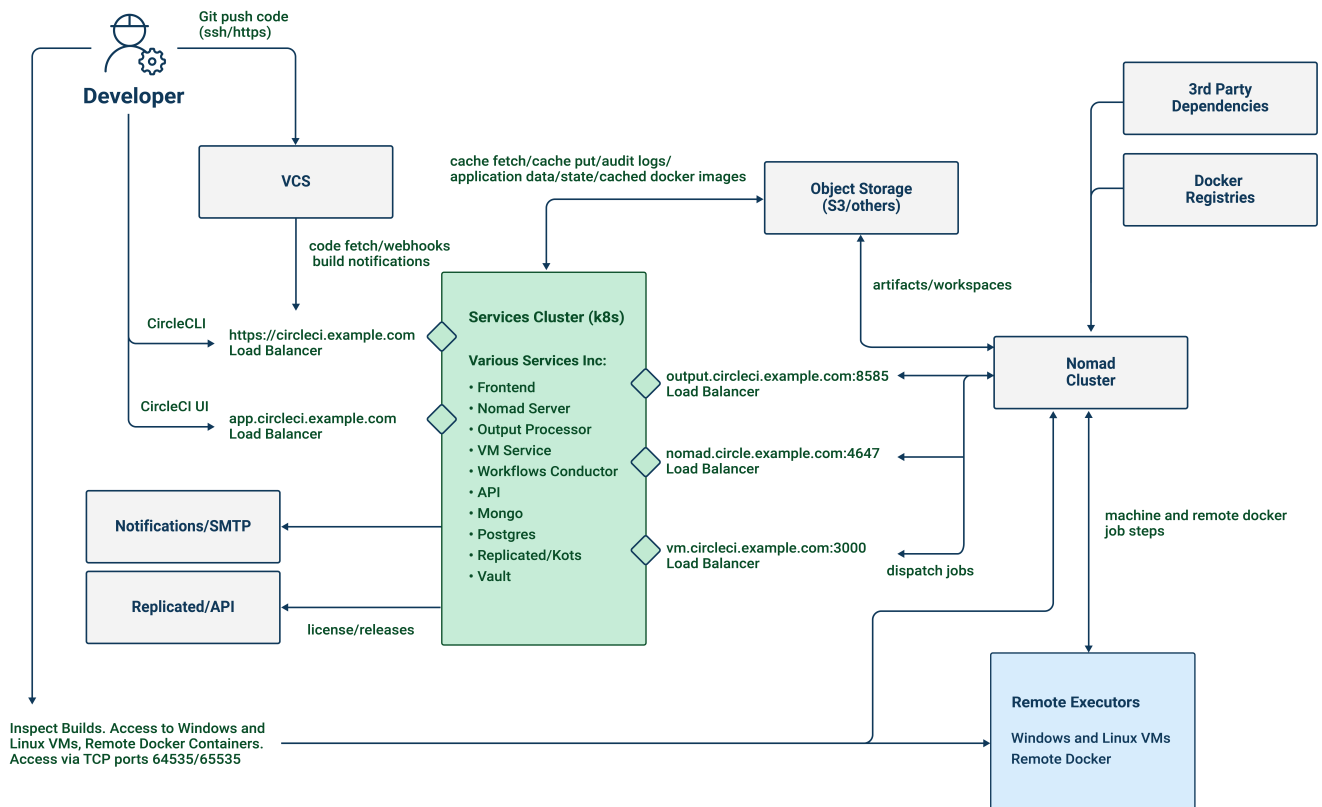 Git push code
(ssh/https)
Developer
VCS
code fetch/webhooks
build notifications
cache fetch/cache put/audit logs/
application data/state/cached docker images
Object Storage
(S3/others)
artifacts/workspaces
3rd Party
Dependencies
Docker
Registries
CircleCLI
https://circleci.example.com
Load Balancer
CircleCI UI
app.circleci.example.com
Load Balancer
Services Cluster (k8s)
Various Services Inc:
• Frontend
• Nomad Server
• Output Processor
• VM Service
• Workflows Conductor
• API
• Mongo
• Postgres
• Replicated/Kots
• Vault
output.circleci.example.com:8585
Load Balancer
nomad.circle.example.com:4647
Load Balancer
vm.circleci.example.com:3000
Load Balancer
dispatch jobs
Nomad
Cluster
machine and remote docker
job steps
Notifications/SMTP
Replicated/API
license/releases
Inspect Builds. Access to Windows and
Linux VMs, Remote Docker Containers.
Access via TCP ports 64535/65535
Remote Executors
Windows and Linux VMs
Remote Docker